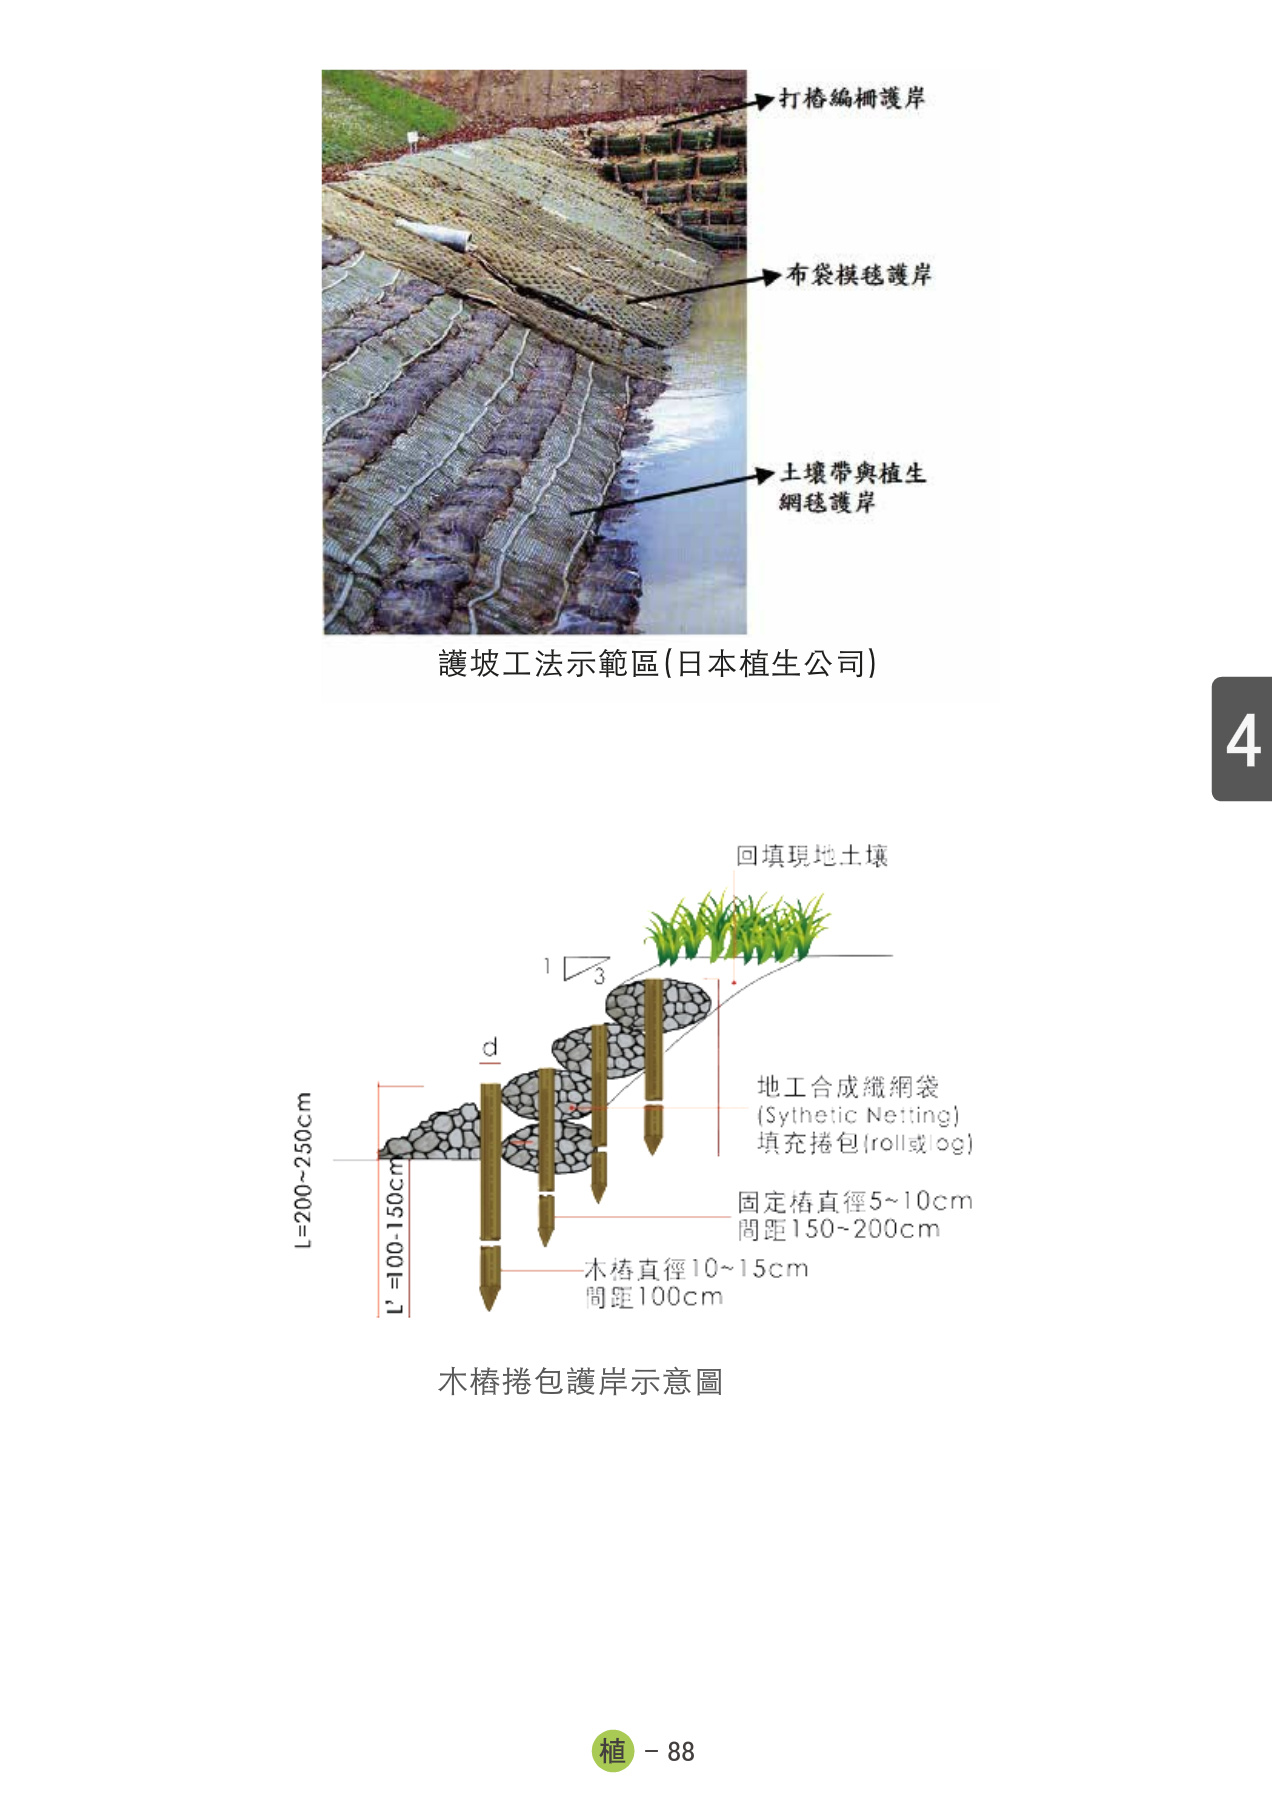 打樁編柵護岸
布袋模毯護岸
土壤帶與植生
網毯護岸
護坡工法示範區(日本植生公司)
4
回填現地土壤
1
3
d
地工合成纖網袋
(Sythetic Netting)
填充捲包(roll或log)
L=200~250cm
L’ =100-150cm
固定樁直徑5~10cm
間距150~200cm
木樁直徑10~15cm
間距100cm
木樁捲包護岸示意圖
植 - 88